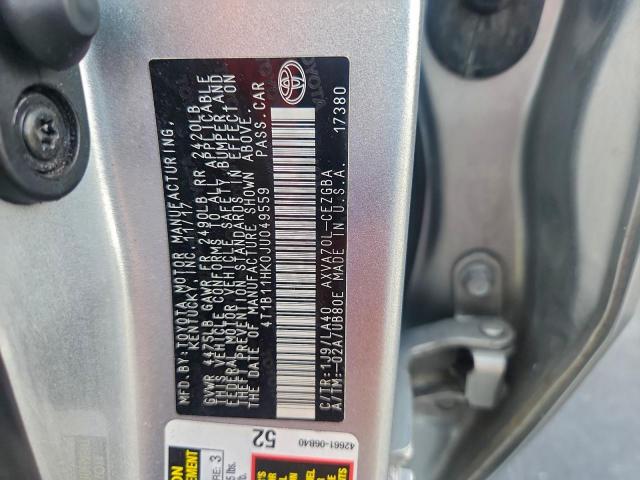 MFD BY:TOYOTA MOTOR MANUFACTURING,
KENTUCKY, INC. 11/17
GVWR 4475LB GAWR FR 2490LB RR 2420LB
THIS VEHICLE CONFORMS TO ALL APPLICABLE
FEDERAL MOTOR VEHICLE SAFETY, BUMPER, AND
THEFT PREVENTION STANDARDS IN EFFECT ON
THE DATE OF MANUFACTURE SHOWN ABOVE.
4T1B11HK0JU049559 PASS.CAR
C/TR:1J9/LA40 AXVA70L-CEZGBA
A/TM:-02A/UB80E MADE IN U.S.A. 17380
52
42661-06B40
3
lbs.